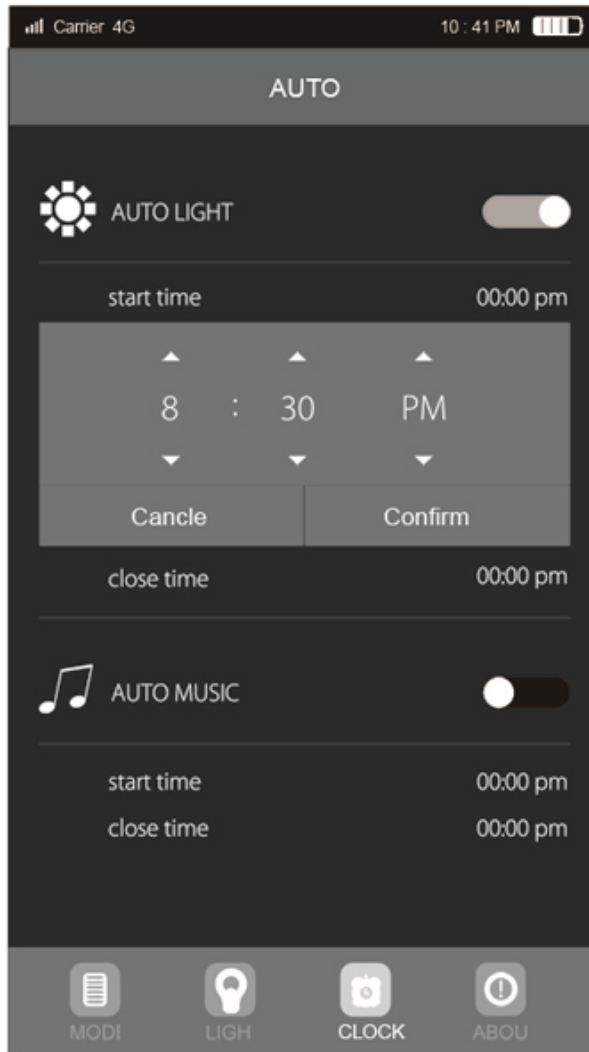 Carrier 4G 10:41 PM
AUTO
AUTO LIGHT
start time 00:00 pm
8 : 30 PM
Cancle Confirm
close time 00:00 pm
AUTO MUSIC
start time 00:00 pm
close time 00:00 pm
MODE LIGH CLOCK ABOU